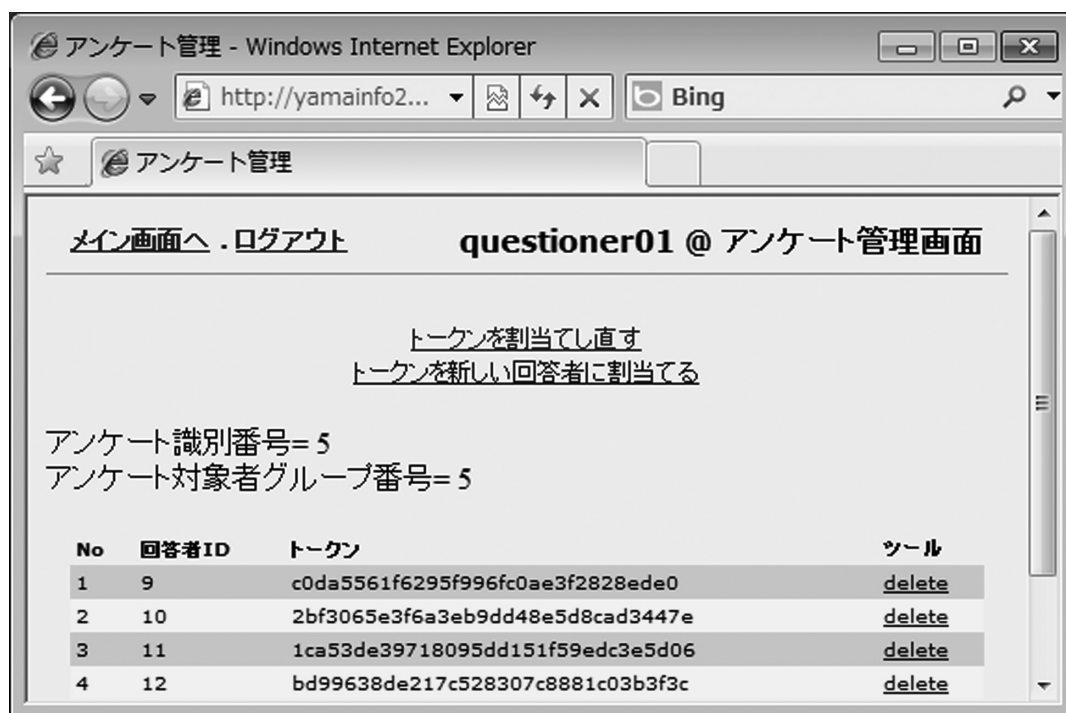 アンケート管理 - Windows Internet Explorer
http://yamainfo2... Bing
アンケート管理
メイン画面へ . ログアウト questioner01 @ アンケート管理画面
トークンを割当てし直す
トークンを新しい回答者に割当てる
アンケート識別番号= 5
アンケート対象者グループ番号= 5
No 回答者ID トークン ツール
1 9 c0da5561f6295f996fc0ae3f2828ede0 delete
2 10 2bf3065e3f6a3eb9dd48e5d8cad3447e delete
3 11 1ca53de39718095dd151f59edc3e5d06 delete
4 12 bd99638de217c528307c8881c03b3f3c delete